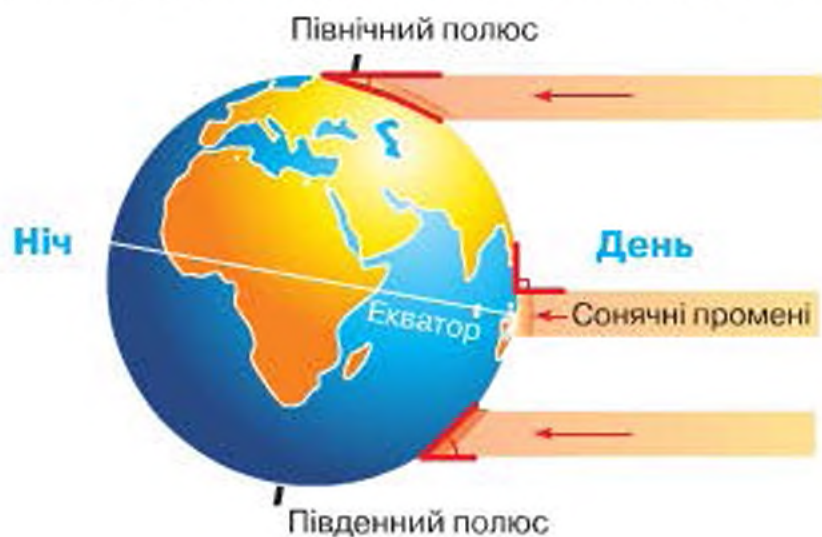 Північний полюс
Ніч
День
Екватор
Сонячні промені
Південний полюс